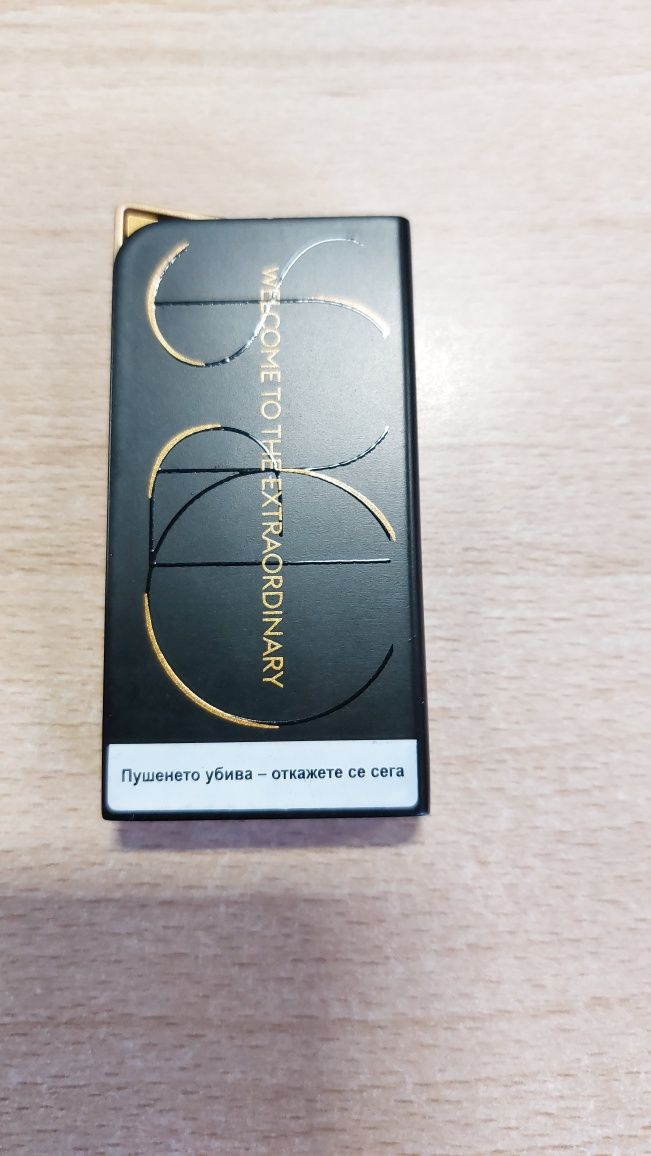 WELCOME TO THE EXTRAORDINARY
Пушенето убива – откажете се сега